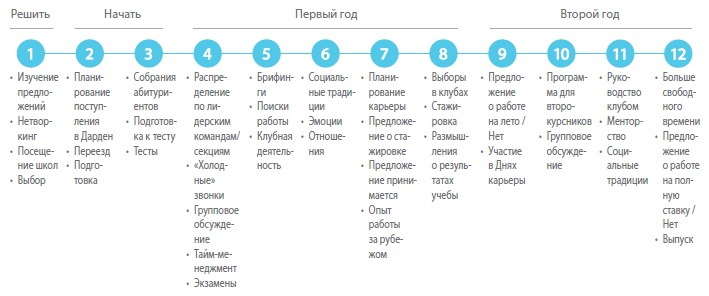 Решить
Начать
Первый год
Второй год
1
2
3
4
5
6
7
8
9
10
11
12
• Изучение
предло-
жений
• Нетвор-
кинг
• Посеще-
ние школ
• Выбор
• Плани-
рование
поступ-
ления
в Дарден
• Переезд
• Подго-
товка
• Собрания
абитури-
ентов
• Подготов-
ка к тесту
• Тесты
• Распре-
деление
по ли-
дерским
командам/
секциям
• «Холод-
ные»
звонки
• Групповое
обсужде-
ние
• Тайм-ме-
неджмент
• Экзамены
• Брифин-
ги
• Поиски
работы
• Клубная
деятель-
ность
• Социаль-
ные тради-
ции
• Эмоции
• Отноше-
ния
• Плани-
рование
карьеры
• Предложе-
ние о ста-
жировке
• Предложе-
ние прини-
мается
• Опыт
работы
за рубе-
жом
• Выборы
в клубах
• Стажи-
ровка
• Размыш-
ления
о резуль-
татах
учебы
• Предло-
жение
о работе
на лето /
Нет
• Участие
в Днях
карьеры
• Програм-
ма для
второ-
курсников
• Групповое
обсужде-
ние
• Руко-
водство
клубом
• Ментор-
ство
• Соци-
альные
традиции
• Больше
свобод-
ного
времени
• Предло-
жение
о работе
на пол-
ную
ставку /
Нет
• Выпуск